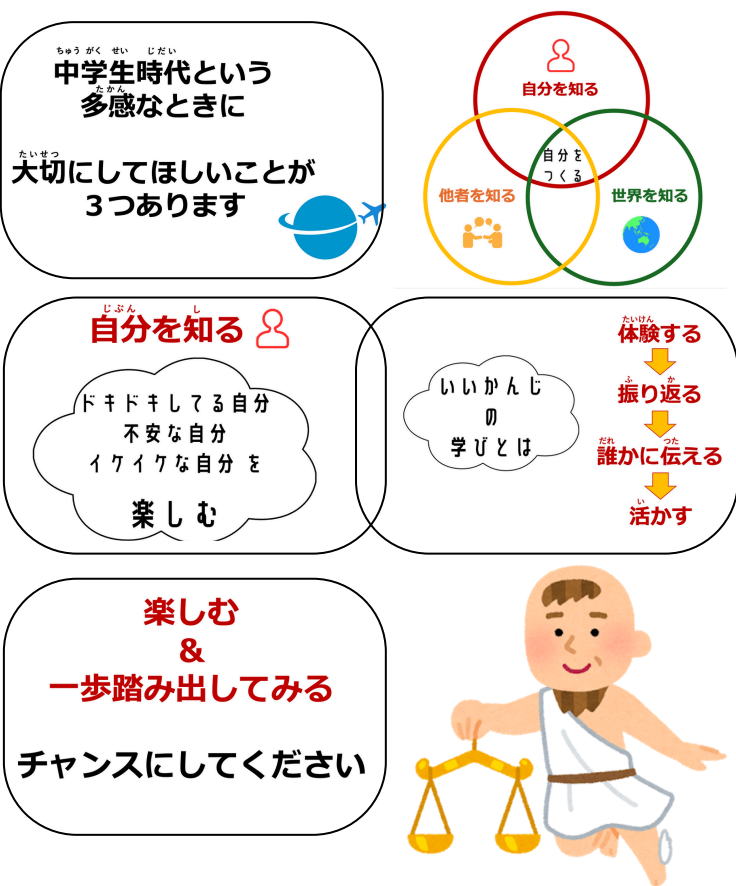 ちゅう がく せい じだい
中学生時代という
たかん
多感なときに
たいせつ
大切にしてほしいことが
３つあります
自分を知る
自分を
つくる
他者を知る
世界を知る
じぶん し
自分を知る
ドキドキしてる自分
不安な自分
イケイケな自分 を
楽しむ
いいかんじ
の
学びとは
たいけん
体験する
ふ かえ
振り返る
だれ つた
誰かに伝える
い
活かす
楽しむ
&
一歩踏み出してみる
チャンスにしてください